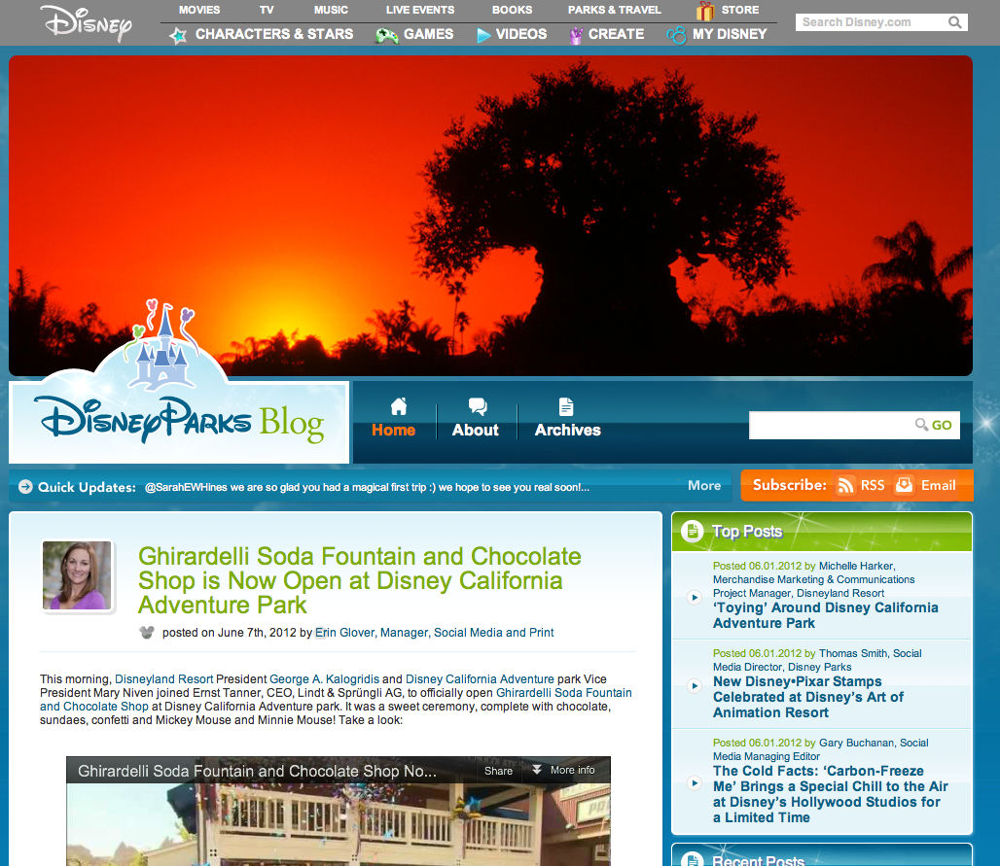 Disney
MOVIES TV MUSIC LIVE EVENTS BOOKS PARKS & TRAVEL STORE
CHARACTERS & STARS GAMES VIDEOS CREATE MY DISNEY
Search Disney.com
Disney Parks Blog
Home About Archives
GO
Quick Updates: @SarahEWHines we are so glad you had a magical first trip :) we hope to see you real soon!... More
Subscribe: RSS Email
Ghirardelli Soda Fountain and Chocolate
Shop is Now Open at Disney California
Adventure Park
posted on June 7th, 2012 by Erin Glover, Manager, Social Media and Print
This morning, Disneyland Resort President George A. Kalogridis and Disney California Adventure park Vice
President Mary Niven joined Ernst Tanner, CEO, Lindt & Sprüngli AG, to officially open Ghirardelli Soda Fountain
and Chocolate Shop at Disney California Adventure park. It was a sweet ceremony, complete with chocolate,
sundaes, confetti and Mickey Mouse and Minnie Mouse! Take a look:
Ghirardelli Soda Fountain and Chocolate Shop No... Share More info
Top Posts
Posted 06.01.2012 by Michelle Harker,
Merchandise Marketing & Communications
Project Manager, Disneyland Resort
‘Toying’ Around Disney California
Adventure Park
Posted 06.01.2012 by Thomas Smith, Social
Media Director, Disney Parks
New Disney•Pixar Stamps
Celebrated at Disney’s Art of
Animation Resort
Posted 06.01.2012 by Gary Buchanan, Social
Media Managing Editor
The Cold Facts: ‘Carbon-Freeze
Me’ Brings a Special Chill to the Air
at Disney’s Hollywood Studios for
a Limited Time
Recent Posts